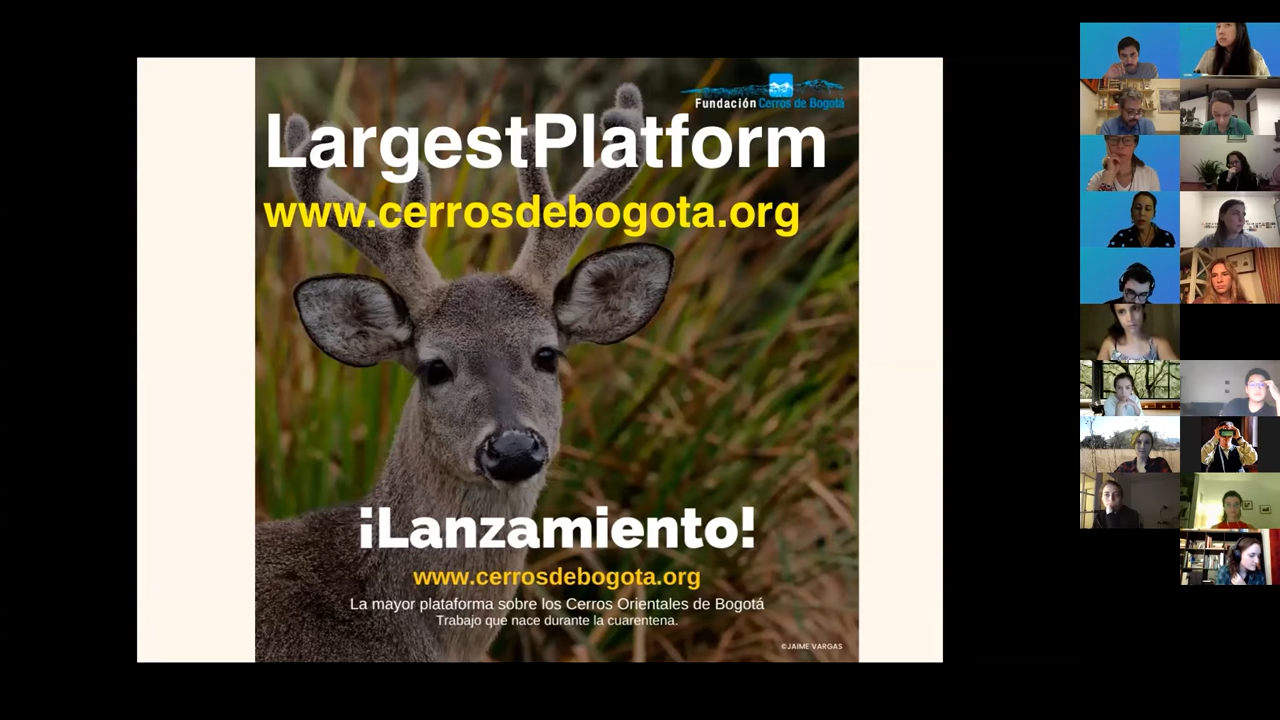 Fundación Cerros de Bogotá
LargestPlatform
www.cerrosdebogota.org
¡Lanzamiento!
www.cerrosdebogota.org
La mayor plataforma sobre los Cerros Orientales de Bogotá
Trabajo que nace durante la cuarentena.
©JAIME VARGAS